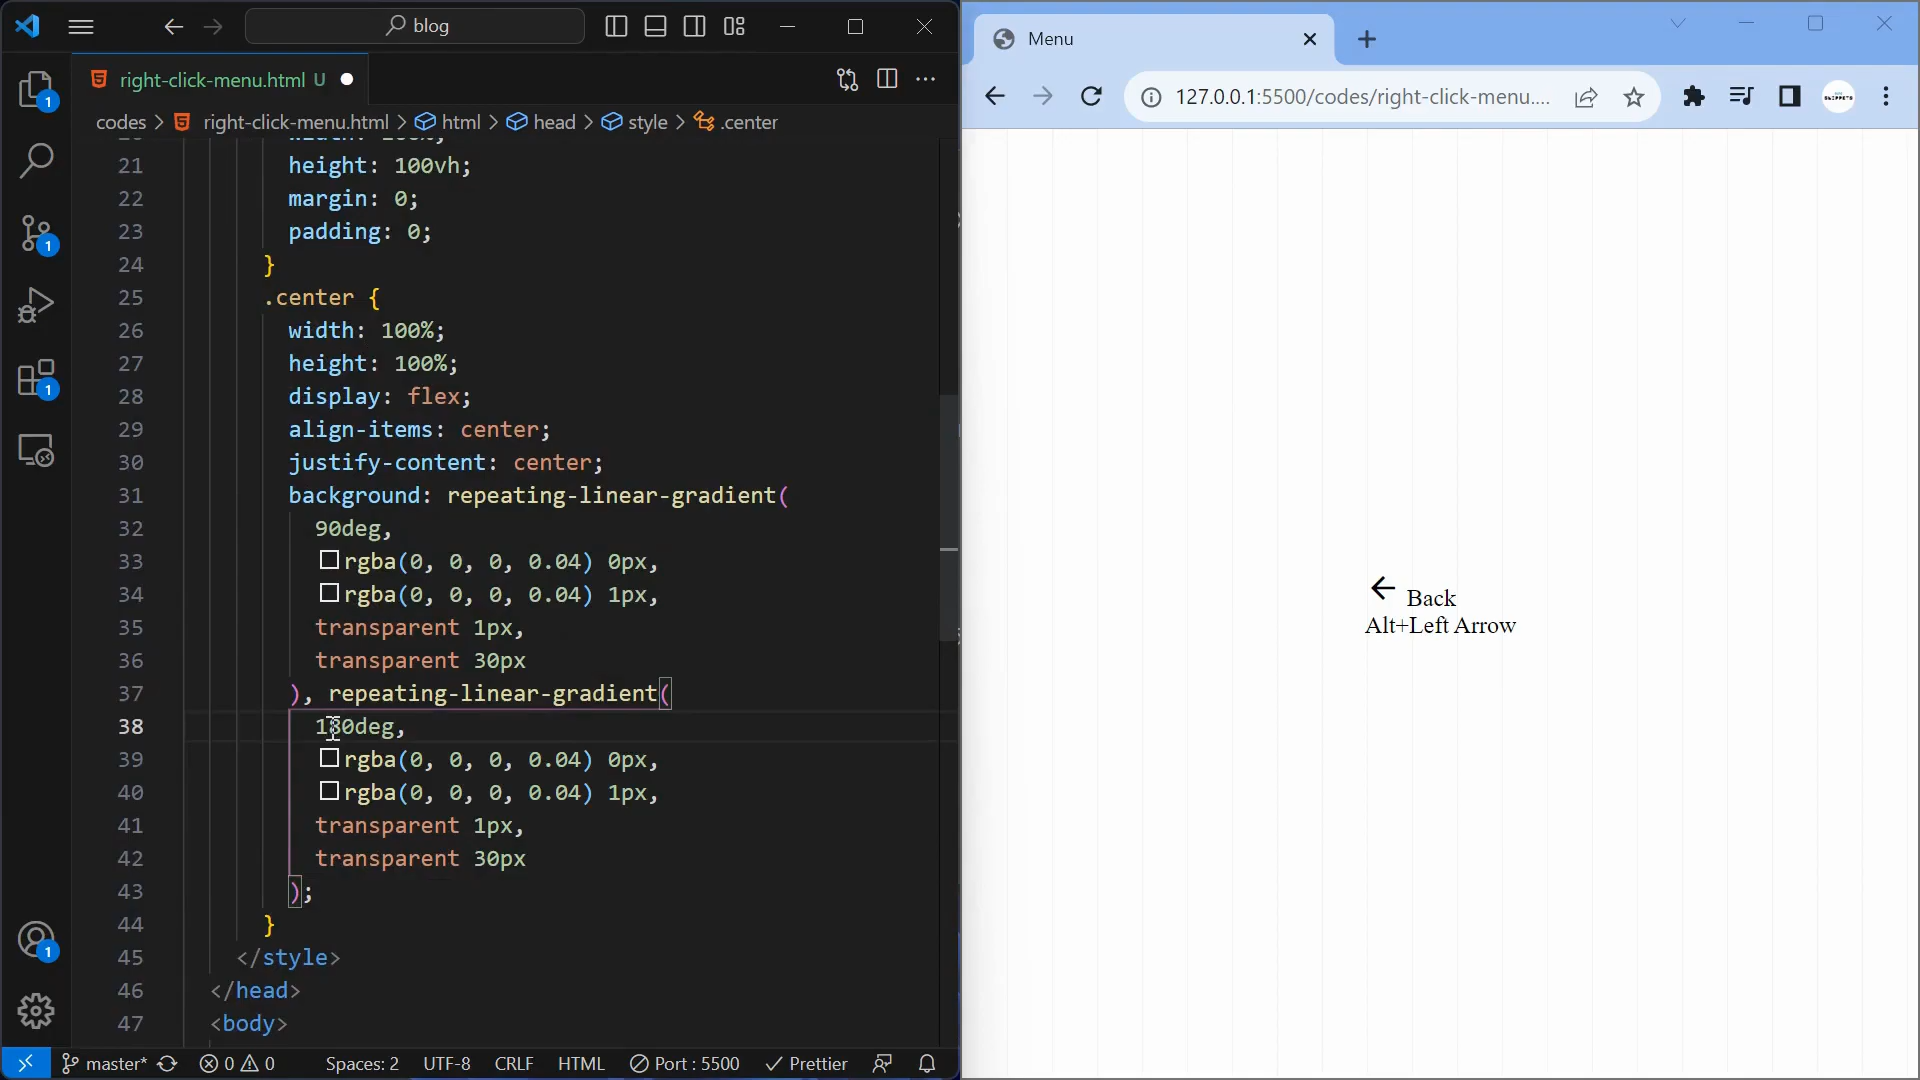 blog
right-click-menu.html U
codes > right-click-menu.html > html > head > style > .center
21 height: 100vh;
22 margin: 0;
23 padding: 0;
24 }
25 .center {
26 width: 100%;
27 height: 100%;
28 display: flex;
29 align-items: center;
30 justify-content: center;
31 background: repeating-linear-gradient(
32 90deg,
33 rgba(0, 0, 0, 0.04) 0px,
34 rgba(0, 0, 0, 0.04) 1px,
35 transparent 1px,
36 transparent 30px
37 ), repeating-linear-gradient(
38 180deg,
39 rgba(0, 0, 0, 0.04) 0px,
40 rgba(0, 0, 0, 0.04) 1px,
41 transparent 1px,
42 transparent 30px
43 );
44 }
45 </style>
46 </head>
47 <body>
1
1
1
1
master* 0 0 Spaces: 2 UTF-8 CRLF HTML Port : 5500 Prettier
Menu
127.0.0.1:5500/codes/right-click-menu....
Back
Alt+Left Arrow